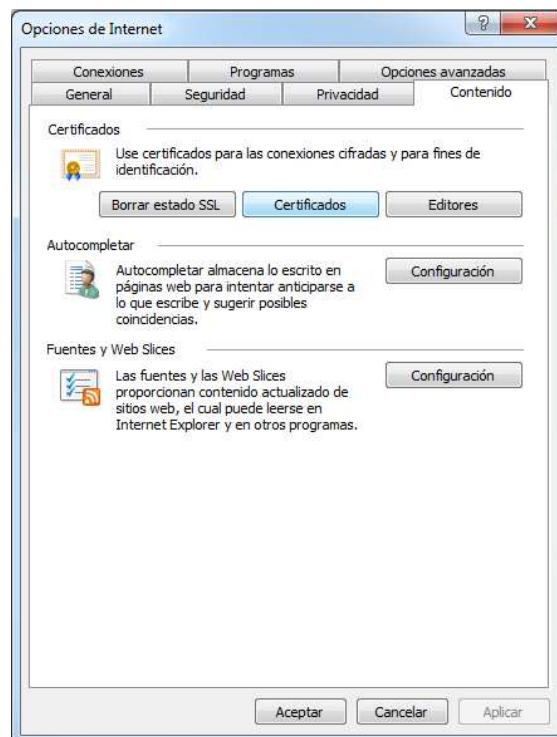 Opciones de Internet
Conexiones
Programas
Opciones avanzadas
General
Seguridad
Privacidad
Contenido
Certificados
Use certificados para las conexiones cifradas y para fines de
identificación.
Borrar estado SSL
Certificados
Editores
Autocompletar
Autocompletar almacena lo escrito en
páginas web para intentar anticiparse a
lo que escribe y sugerir posibles
coincidencias.
Configuración
Fuentes y Web Slices
Las fuentes y las Web Slices
proporcionan contenido actualizado de
sitios web, el cual puede leerse en
Internet Explorer y en otros programas.
Configuración
Aceptar
Cancelar
Aplicar